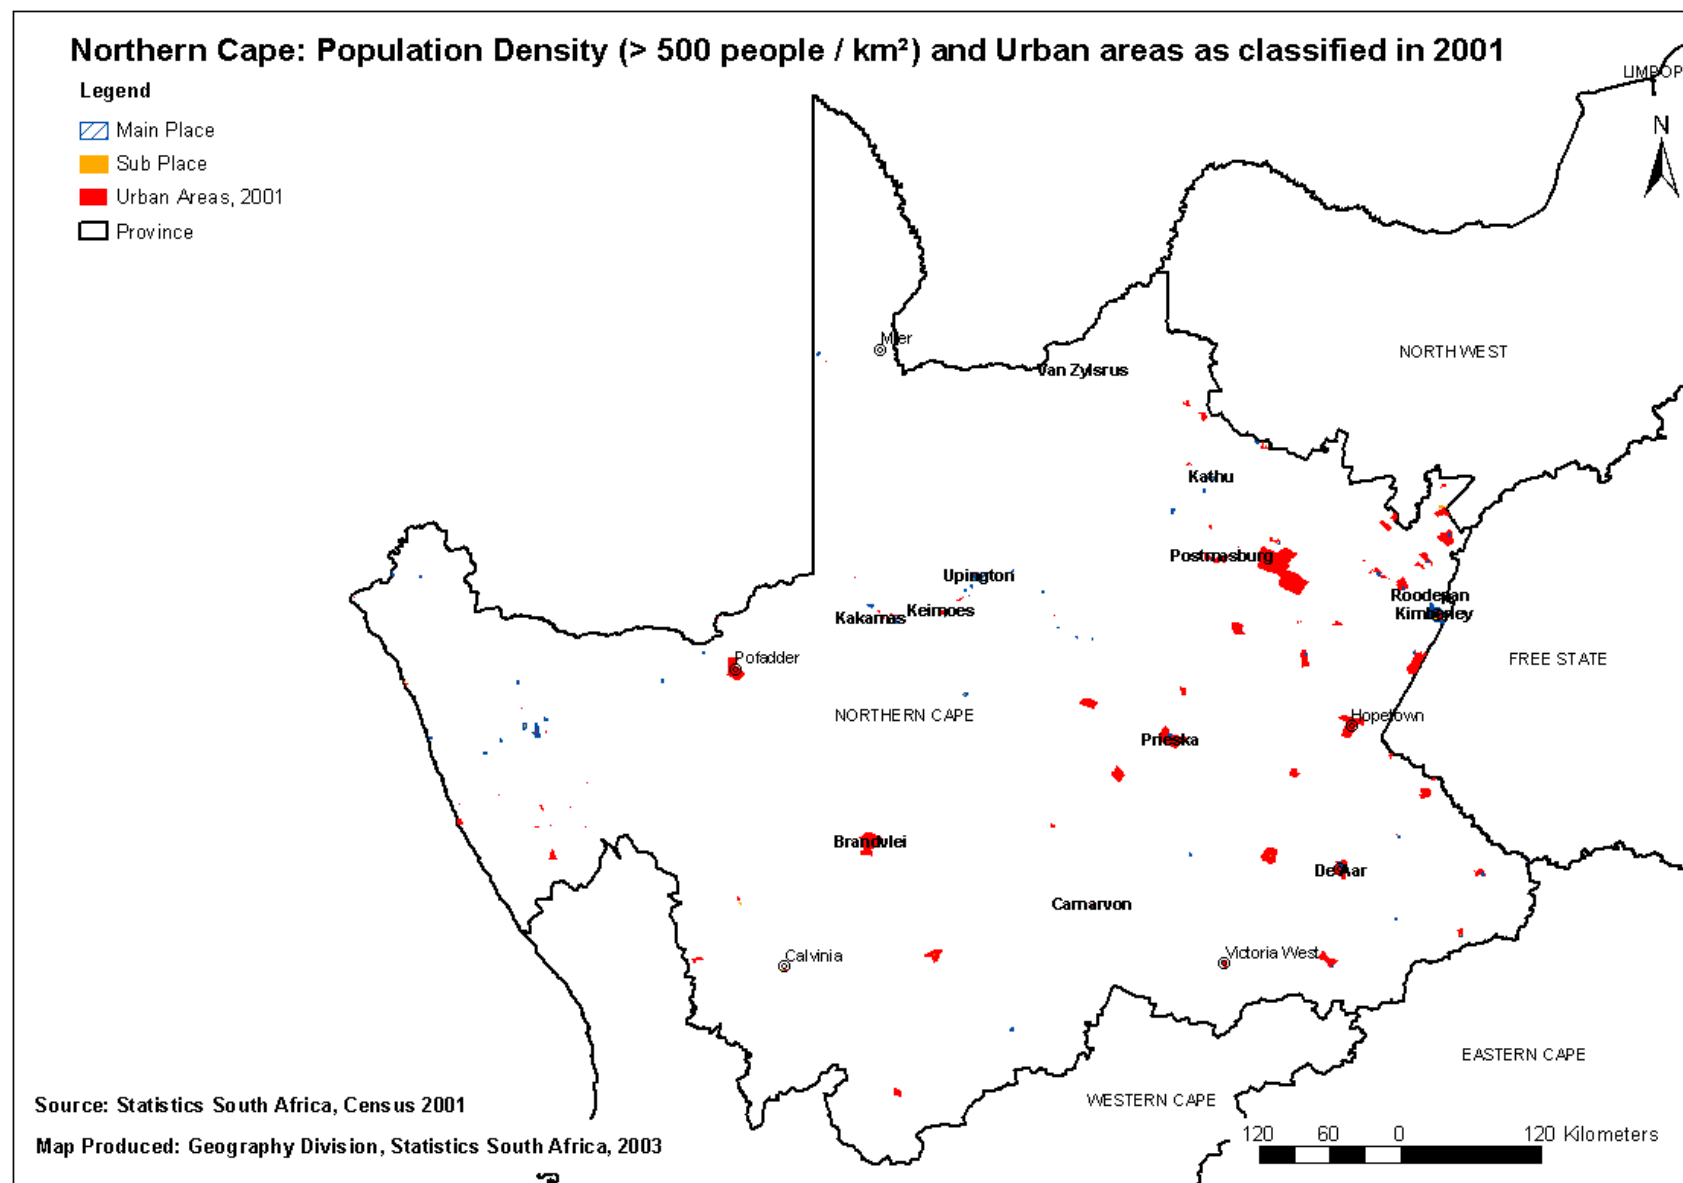 Northern Cape: Population Density (> 500 people / km²) and Urban areas as classified in 2001
Legend
Main Place
Sub Place
Urban Areas, 2001
Province
LIMPOP
N
Mier
NORTH WEST
Van Zylsrus
Kathu
Postmasburg
Upington
Roodepan
Keimoes
Kakamas
Kimberley
Pofadder
FREE STATE
NORTHERN CAPE
Hopetown
Prieska
Brandvlei
De Aar
Carnarvon
Calvinia
Victoria West
EASTERN CAPE
WESTERN CAPE
Source: Statistics South Africa, Census 2001
120 60 0 120 Kilometers
Map Produced: Geography Division, Statistics South Africa, 2003